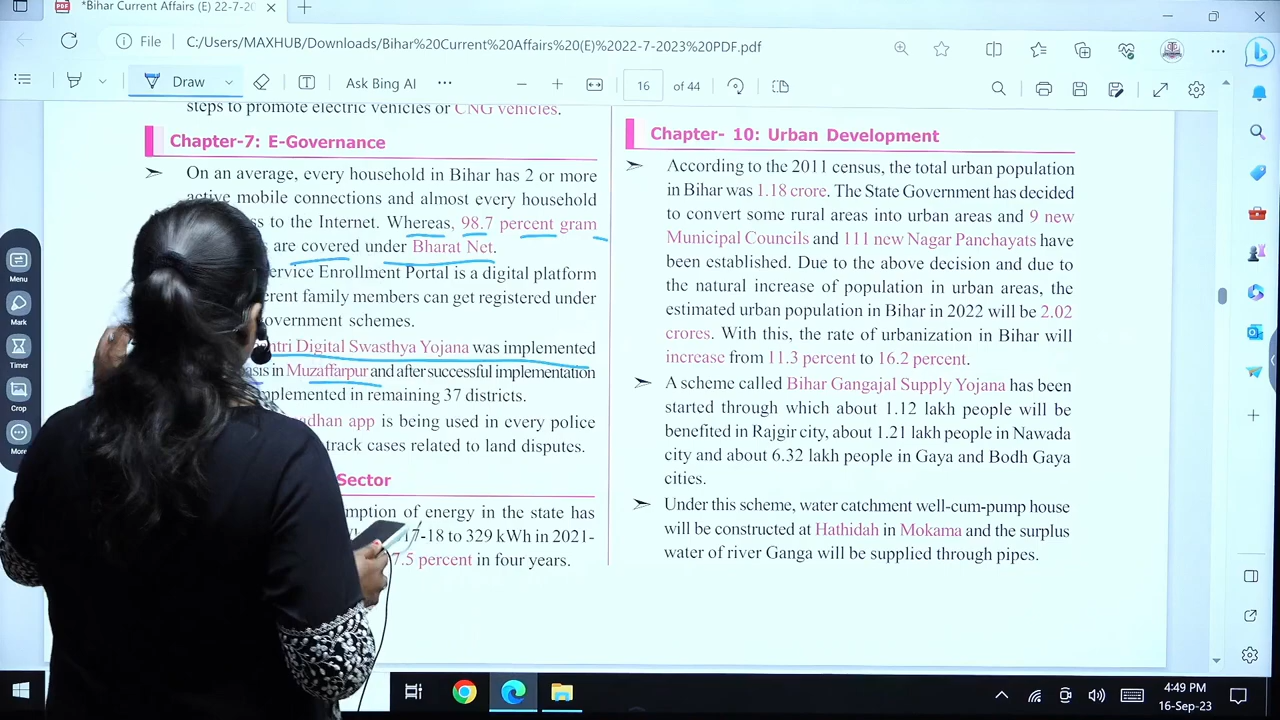 *Bihar Current Affairs (E) 22-7-20
File
C:/Users/MAXHUB/Downloads/Bihar%20Current%20Affairs%20(E)%2022-7-2023%20PDF.pdf
Draw
Ask Bing AI
16 of 44
steps to promote electric vehicles or CNG vehicles.
Chapter-7: E-Governance
On an average, every household in Bihar has 2 or more
active mobile connections and almost every household
to the Internet. Whereas, 98.7 percent gram
are covered under Bharat Net.
Service Enrollment Portal is a digital platform
family members can get registered under
schemes.
Digital Swasthya Yojana was implemented
in Muzaffarpur and after successful implementation
implemented in remaining 37 districts.
app is being used in every police
track cases related to land disputes.
Sector
of energy in the state has
17-18 to 329 kWh in 2021-
7.5 percent in four years.
Chapter- 10: Urban Development
According to the 2011 census, the total urban population
in Bihar was 1.18 crore. The State Government has decided
to convert some rural areas into urban areas and 9 new
Municipal Councils and 111 new Nagar Panchayats have
been established. Due to the above decision and due to
the natural increase of population in urban areas, the
estimated urban population in Bihar in 2022 will be 2.02
crores. With this, the rate of urbanization in Bihar will
increase from 11.3 percent to 16.2 percent.
A scheme called Bihar Gangajal Supply Yojana has been
started through which about 1.12 lakh people will be
benefited in Rajgir city, about 1.21 lakh people in Nawada
city and about 6.32 lakh people in Gaya and Bodh Gaya
cities.
Under this scheme, water catchment well-cum-pump house
will be constructed at Hathidah in Mokama and the surplus
water of river Ganga will be supplied through pipes.
Menu
Mark
Timer
Crop
More
4:49 PM
16-Sep-23